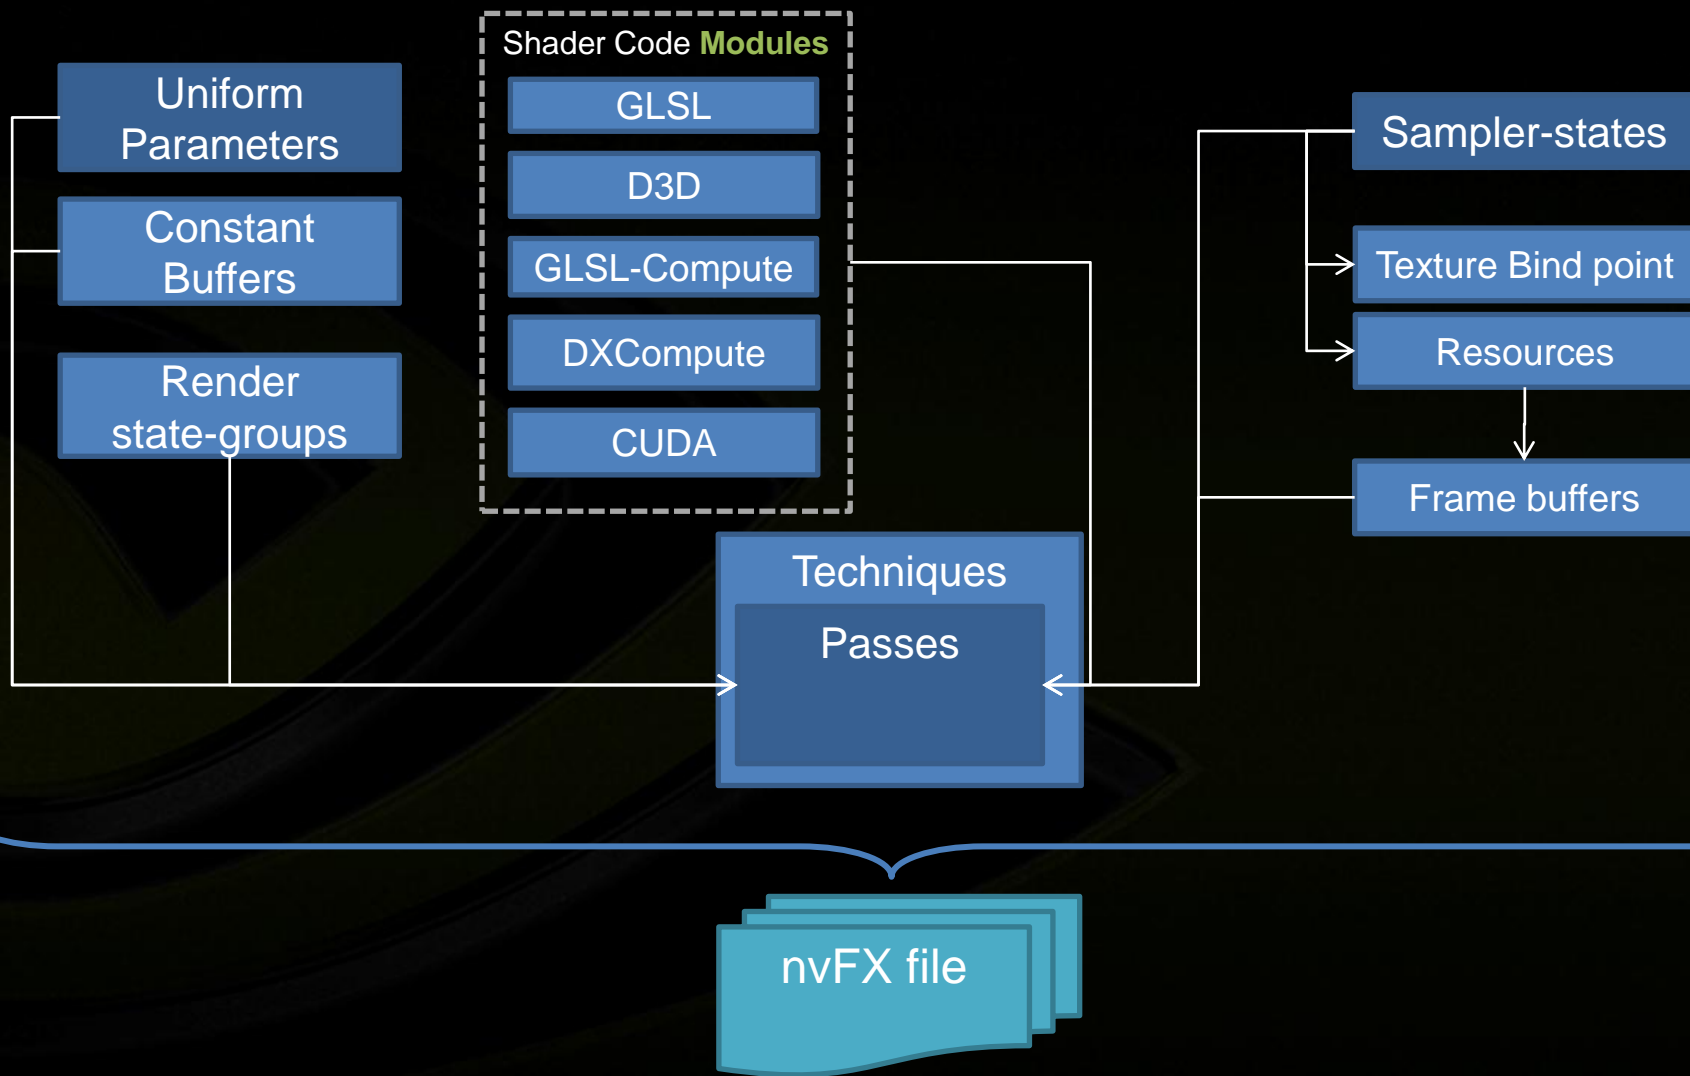 Uniform
Parameters
Constant
Buffers
Render
state-groups
Shader Code Modules
GLSL
D3D
GLSL-Compute
DXCompute
CUDA
Sampler-states
Texture Bind point
Resources
Frame buffers
Techniques
Passes
nvFX file